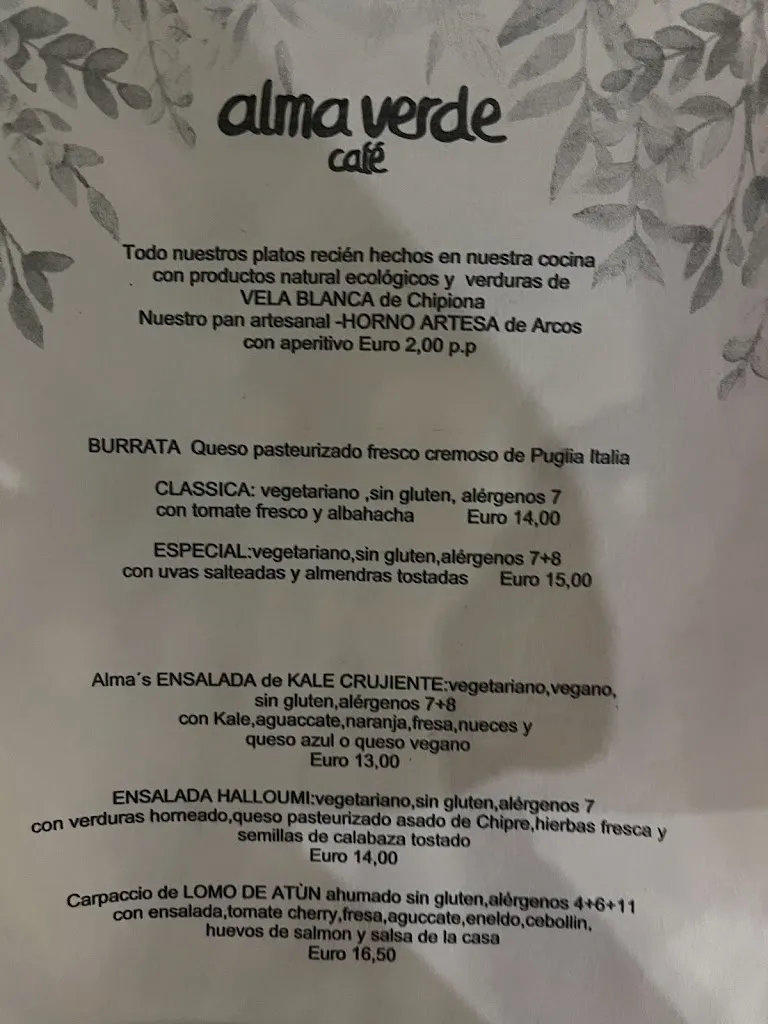 alma verde
café
Todo nuestros platos recién hechos en nuestra cocina
con productos natural ecológicos y verduras de
VELA BLANCA de Chipiona
Nuestro pan artesanal -HORNO ARTESA de Arcos
con aperitivo Euro 2,00 p.p
BURRATA Queso pasteurizado fresco cremoso de Puglia Italia
CLASSICA: vegetariano ,sin gluten, alérgenos 7
con tomate fresco y albahacha Euro 14,00
ESPECIAL:vegetariano,sin gluten,alérgenos 7+8
con uvas salteadas y almendras tostadas Euro 15,00
Alma´s ENSALADA de KALE CRUJIENTE:vegetariano,vegano,
sin gluten,alérgenos 7+8
con Kale,aguaccate,naranja,fresa,nueces y
queso azul o queso vegano
Euro 13,00
ENSALADA HALLOUMI:vegetariano,sin gluten,alérgenos 7
con verduras horneado,queso pasteurizado asado de Chipre,hierbas fresca y
semillas de calabaza tostado
Euro 14,00
Carpaccio de LOMO DE ATÙN ahumado sin gluten,alérgenos 4+6+11
con ensalada,tomate cherry,fresa,aguccate,eneldo,cebollin,
huevos de salmon y salsa de la casa
Euro 16,50